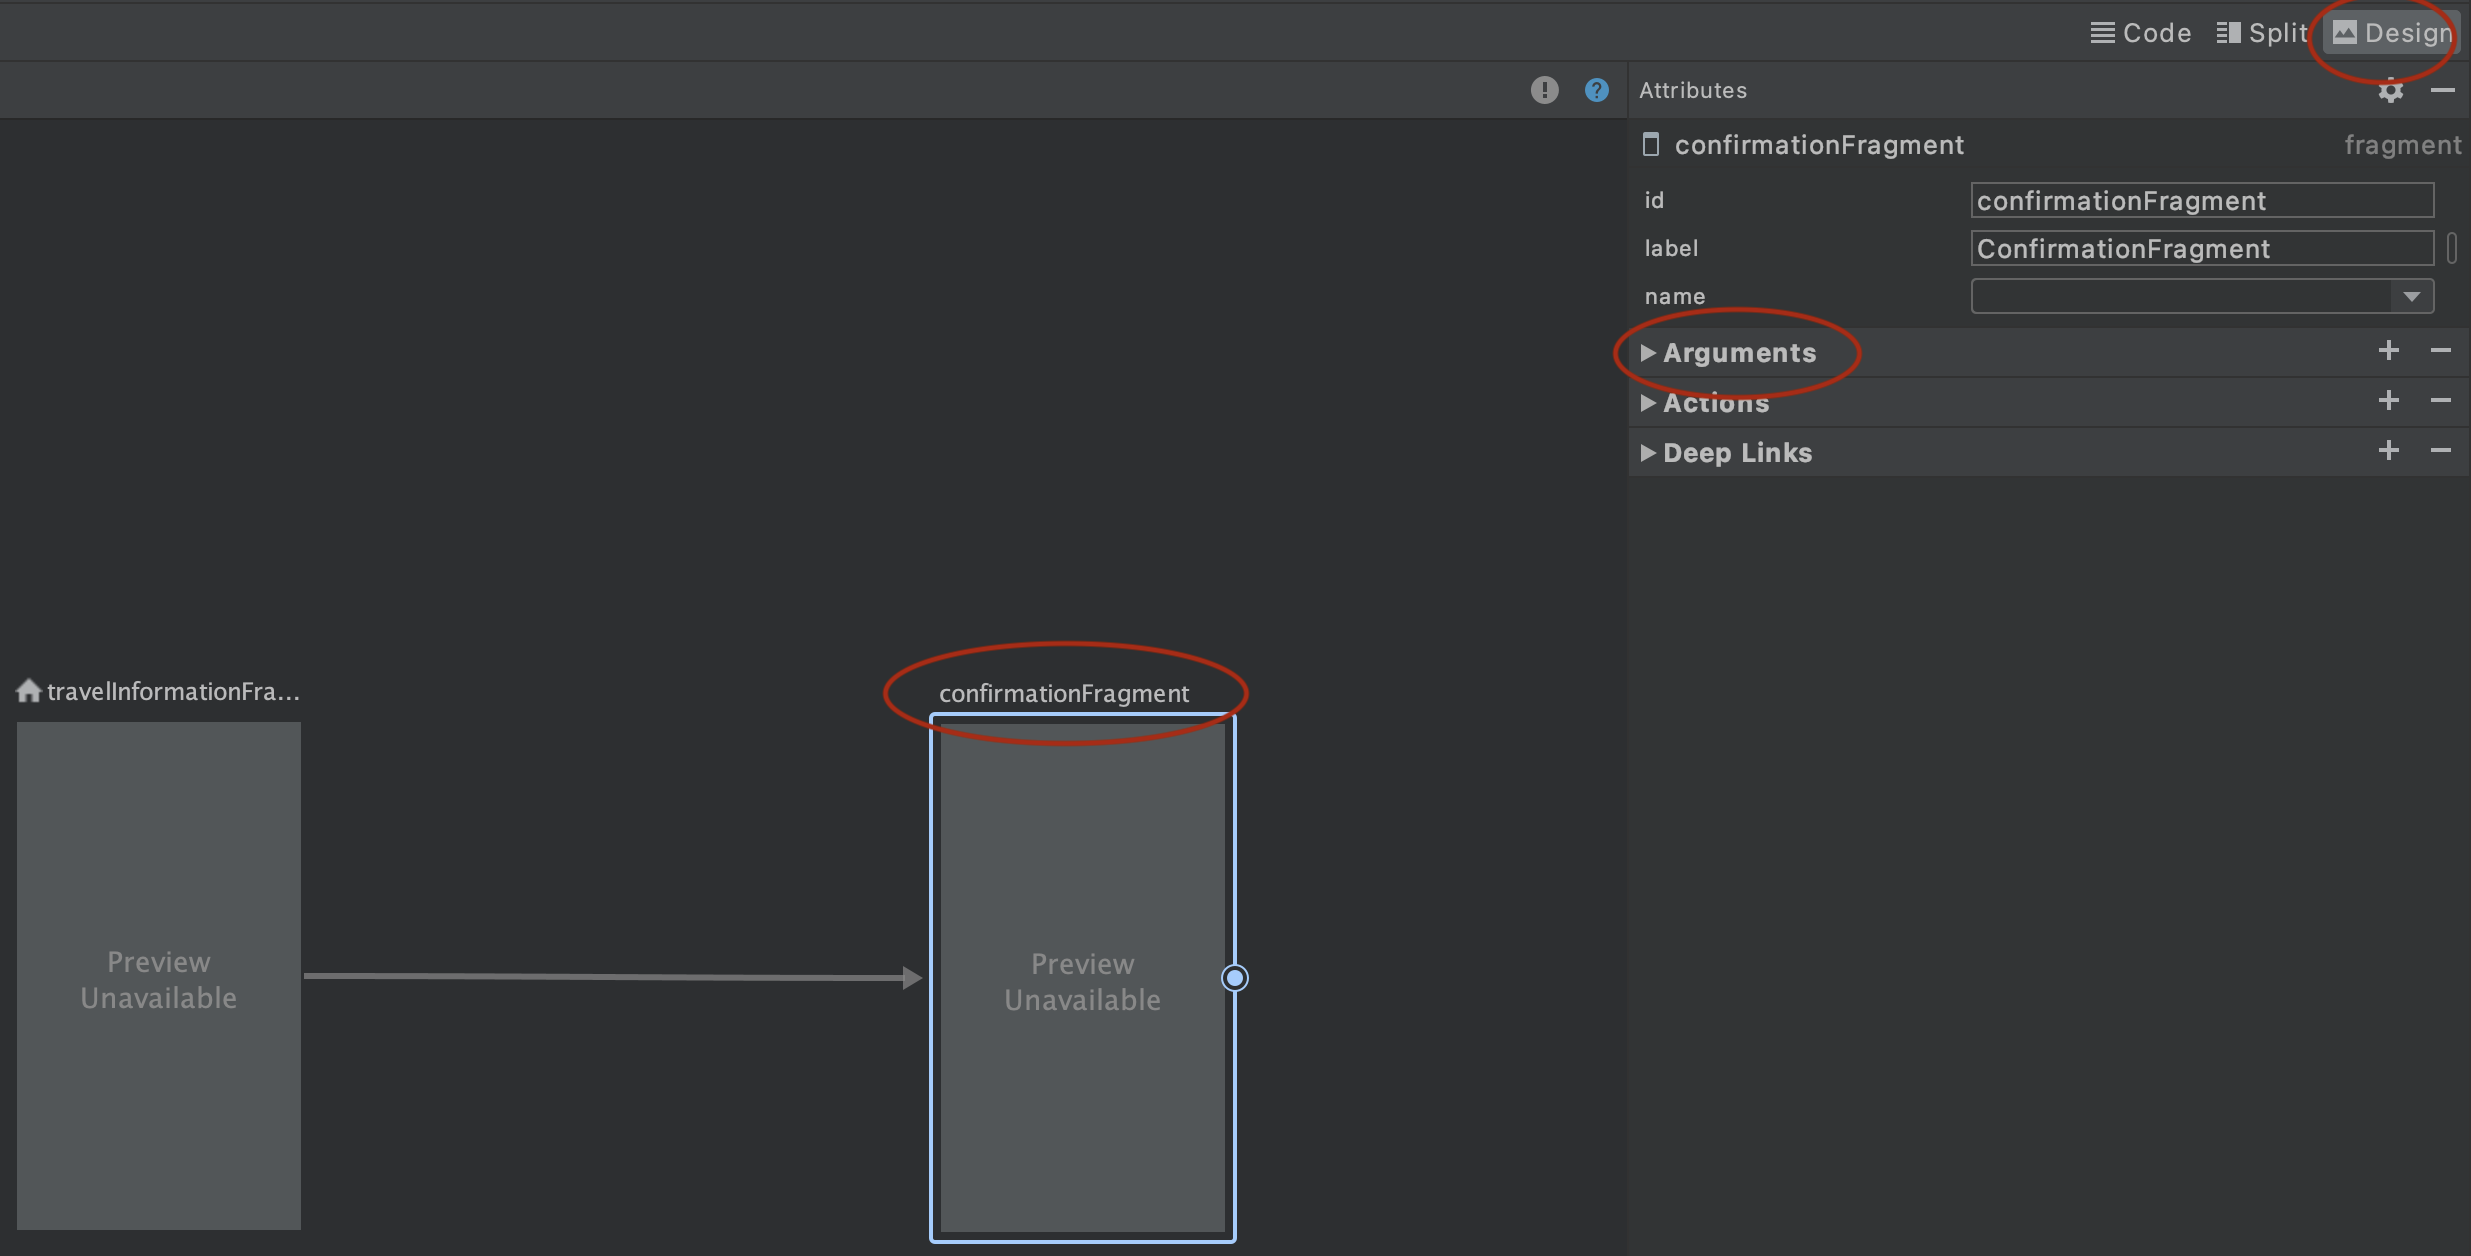 Code Split Design
Attributes
confirmationFragment fragment
id confirmationFragment
label ConfirmationFragment
name
Arguments
Actions
Deep Links
travelInformationFra...
confirmationFragment
Preview
Unavailable
Preview
Unavailable